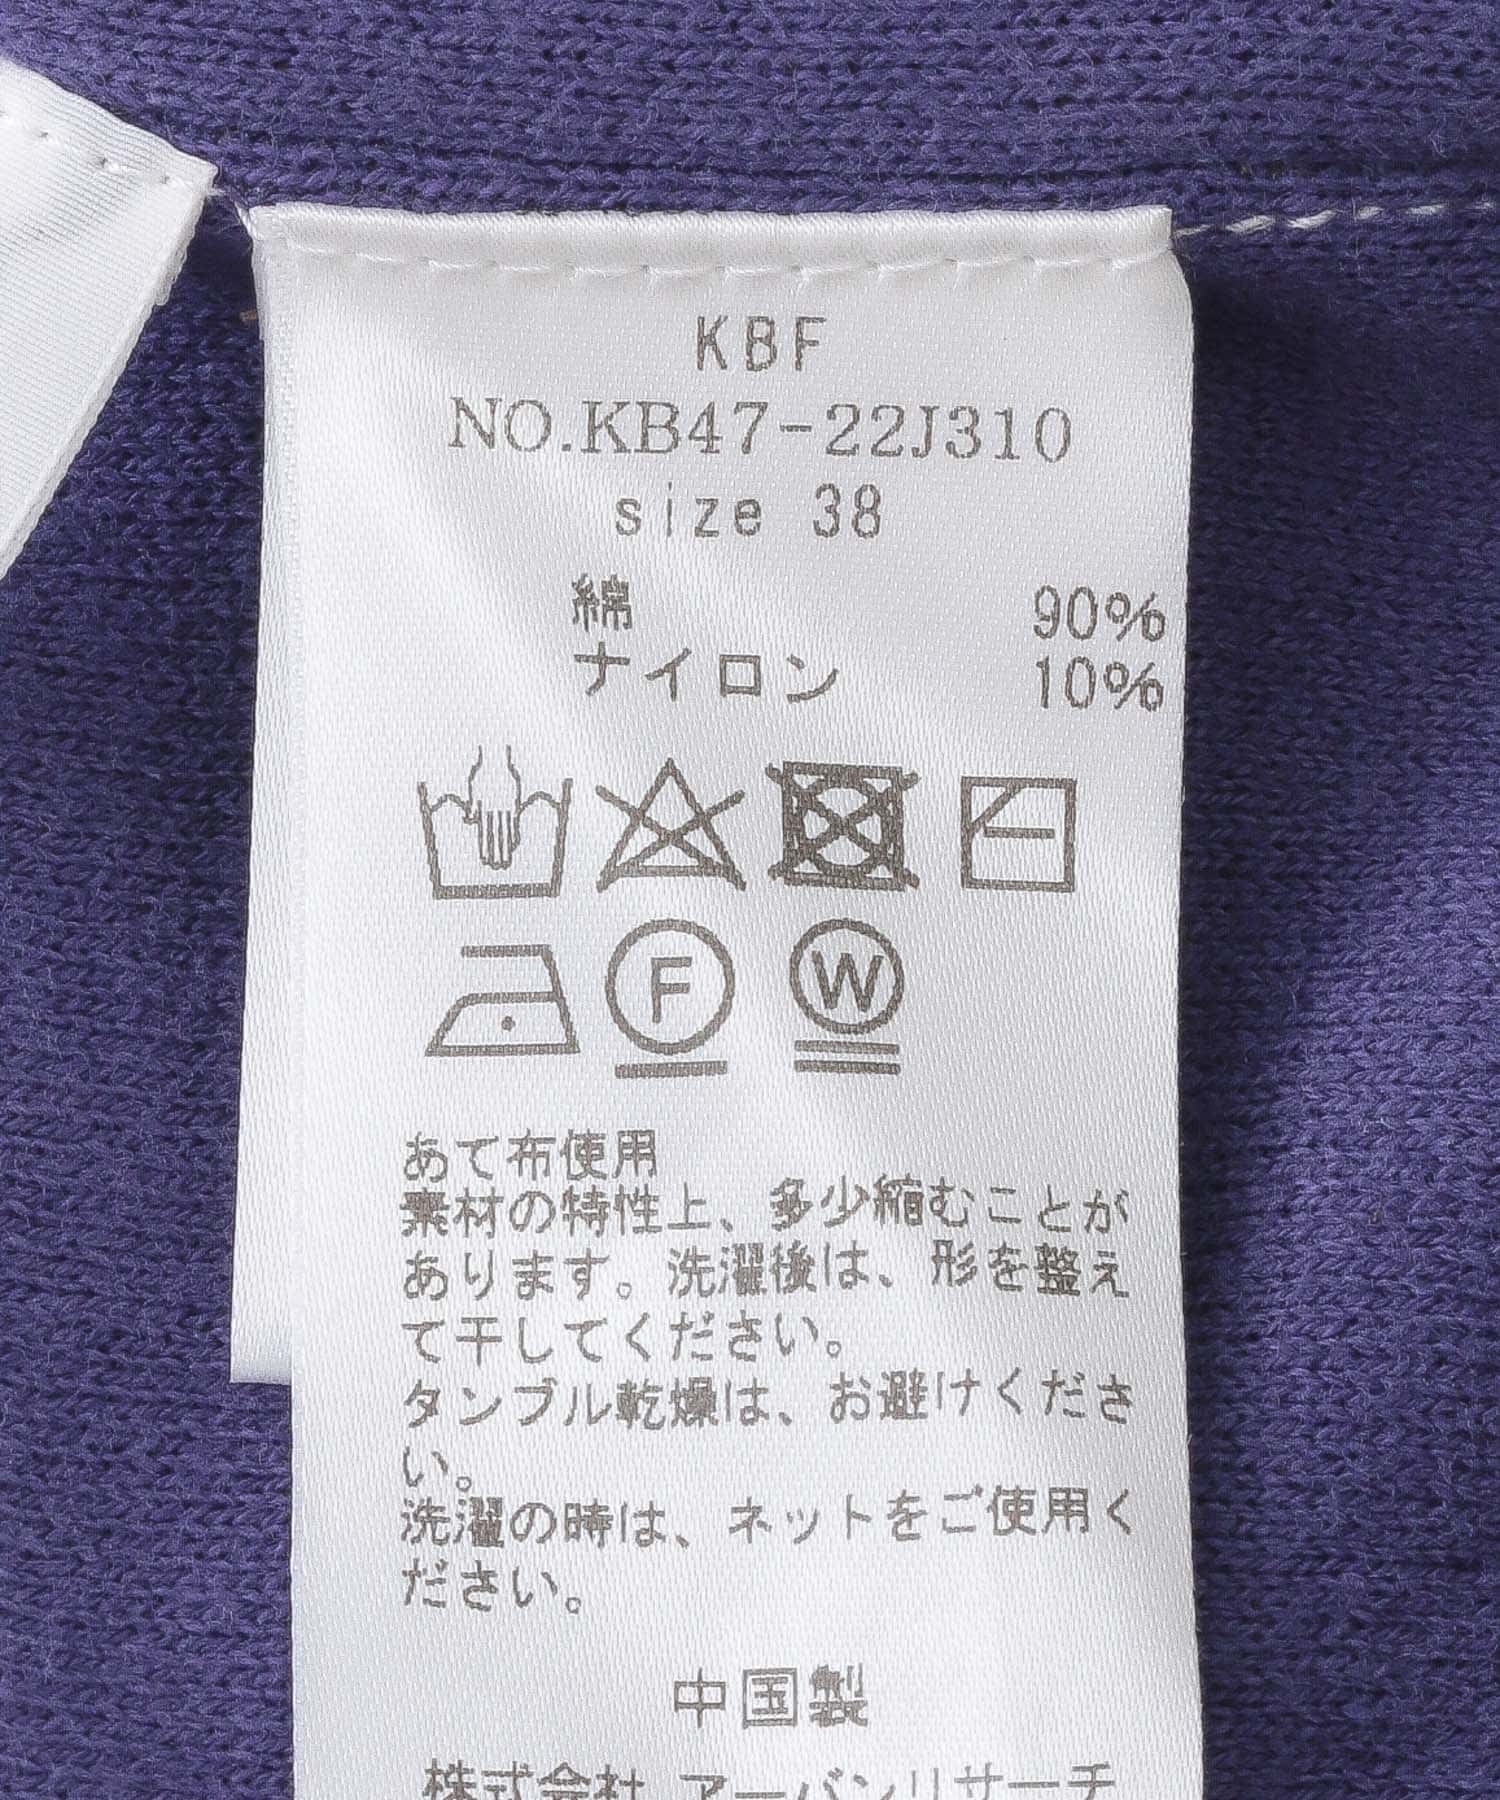 KBF
NO.KB47-22J310
size 38
綿 90%
ナイロン 10%
F W
あて布使用
素材の特性上、多少縮むことが
あります。洗濯後は、形を整え
て干してください。
タンブル乾燥は、お避けくださ
い。
洗濯の時は、ネットをご使用く
ださい。
中国製
株式会社 アーバンリサーチ